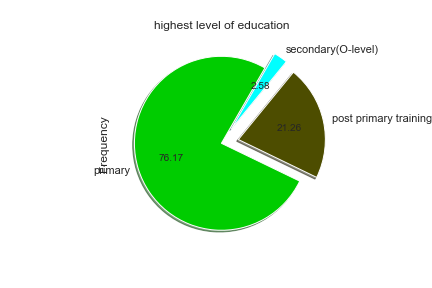 highest level of education
secondary(O-level)
2.58
post primary training
21.26
Frequency
76.17
primary